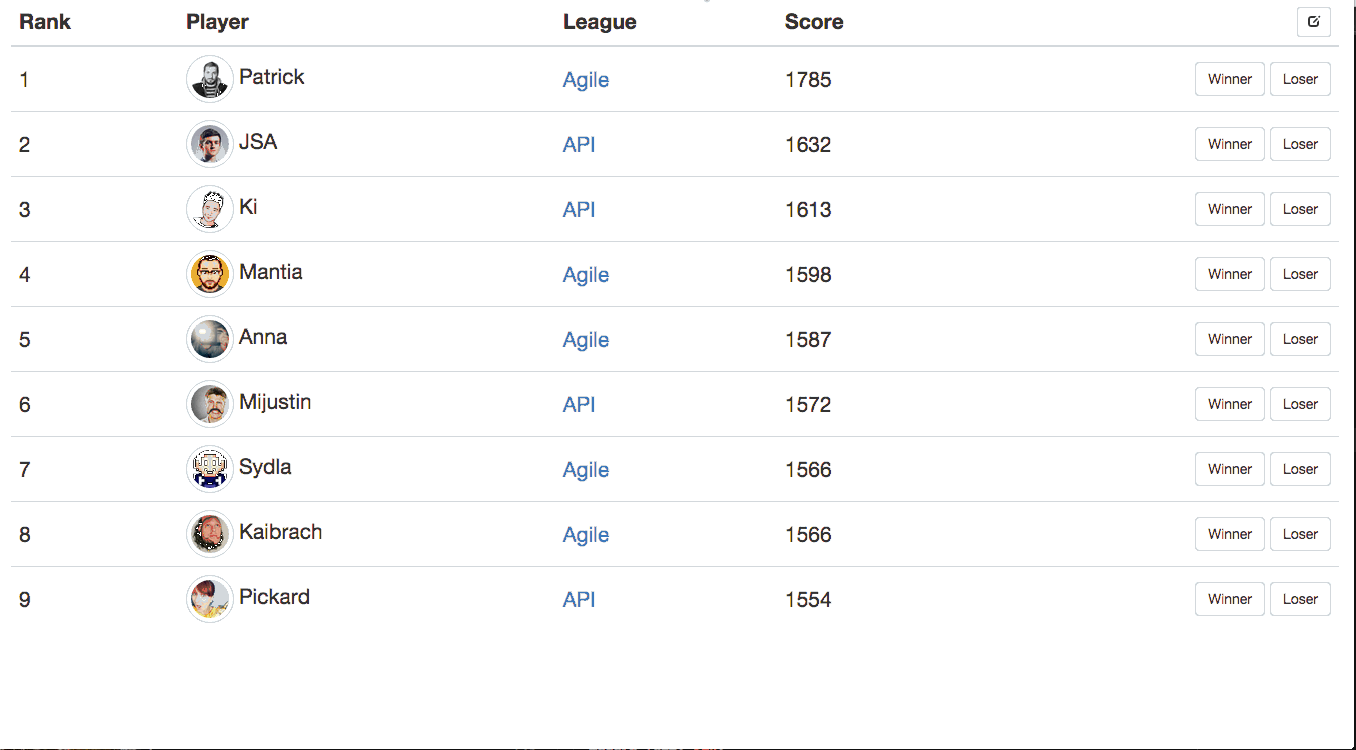 Rank Player League Score
1 Patrick Agile 1785 Winner Loser
2 JSA API 1632 Winner Loser
3 Ki API 1613 Winner Loser
4 Mantia Agile 1598 Winner Loser
5 Anna Agile 1587 Winner Loser
6 Mijustin API 1572 Winner Loser
7 Sydla Agile 1566 Winner Loser
8 Kaibrach Agile 1566 Winner Loser
9 Pickard API 1554 Winner Loser